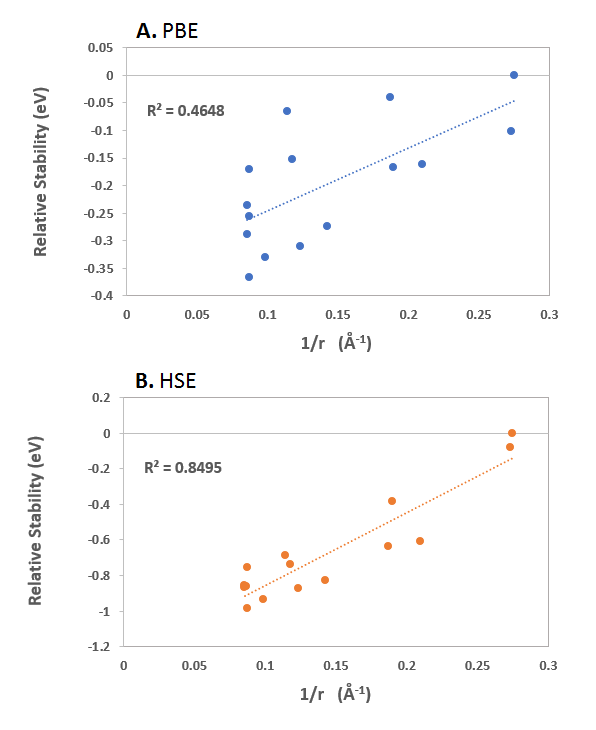 A. PBE
0.05
0
-0.05
-0.1
-0.15
-0.2
-0.25
-0.3
-0.35
-0.4
Relative Stability (eV)
R² = 0.4648
0 0.05 0.1 0.15 0.2 0.25 0.3
1/r (Å⁻¹)
B. HSE
0.2
0
-0.2
-0.4
-0.6
-0.8
-1
-1.2
Relative Stability (eV)
R² = 0.8495
0 0.05 0.1 0.15 0.2 0.25 0.3
1/r (Å⁻¹)